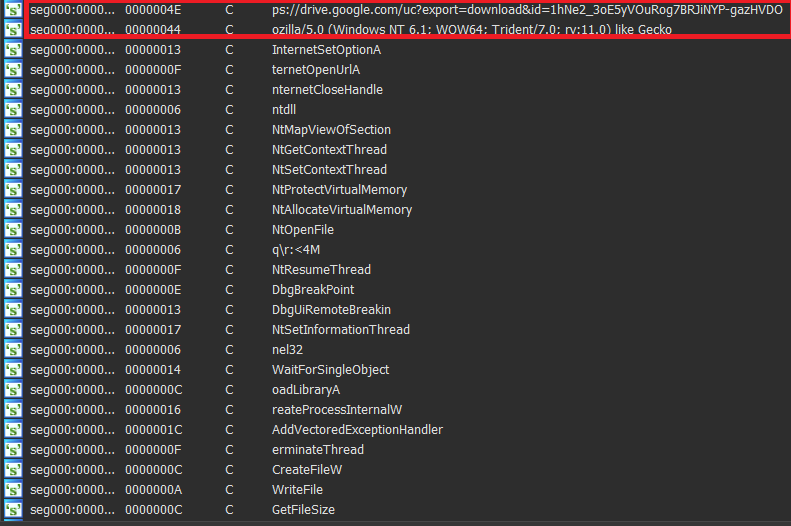 seg000:0000... 0000004E C ps://drive.google.com/uc?export=download&id=1hNe2_3oE5yVOuRog7BRJiNYP-gazHVDO
seg000:0000... 00000044 C ozilla/5.0 (Windows NT 6.1; WOW64; Trident/7.0; rv:11.0) like Gecko
seg000:0000... 00000013 C InternetSetOptionA
seg000:0000... 0000000F C ternetOpenUrlA
seg000:0000... 00000013 C nternetCloseHandle
seg000:0000... 00000006 C ntdll
seg000:0000... 00000013 C NtMapViewOfSection
seg000:0000... 00000013 C NtGetContextThread
seg000:0000... 00000013 C NtSetContextThread
seg000:0000... 00000017 C NtProtectVirtualMemory
seg000:0000... 00000018 C NtAllocateVirtualMemory
seg000:0000... 0000000B C NtOpenFile
seg000:0000... 00000006 C q\r:<4M
seg000:0000... 0000000F C NtResumeThread
seg000:0000... 0000000E C DbgBreakPoint
seg000:0000... 00000013 C DbgUiRemoteBreakin
seg000:0000... 00000017 C NtSetInformationThread
seg000:0000... 00000006 C nel32
seg000:0000... 00000014 C WaitForSingleObject
seg000:0000... 0000000C C oadLibraryA
seg000:0000... 00000016 C reateProcessInternalW
seg000:0000... 0000001C C AddVectoredExceptionHandler
seg000:0000... 0000000F C erminateThread
seg000:0000... 0000000C C CreateFileW
seg000:0000... 0000000A C WriteFile
seg000:0000... 0000000C C GetFileSize